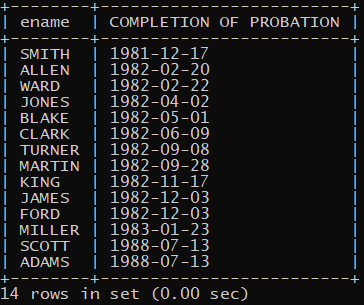 +--------+-------------------------+
| ename | COMPLETION OF PROBATION |
+--------+-------------------------+
| SMITH | 1981-12-17 |
| ALLEN | 1982-02-20 |
| WARD | 1982-02-22 |
| JONES | 1982-04-02 |
| BLAKE | 1982-05-01 |
| CLARK | 1982-06-09 |
| TURNER | 1982-09-08 |
| MARTIN | 1982-09-28 |
| KING | 1982-11-17 |
| JAMES | 1982-12-03 |
| FORD | 1982-12-03 |
| MILLER | 1983-01-23 |
| SCOTT | 1988-07-13 |
| ADAMS | 1988-07-13 |
+--------+-------------------------+
14 rows in set (0.00 sec)